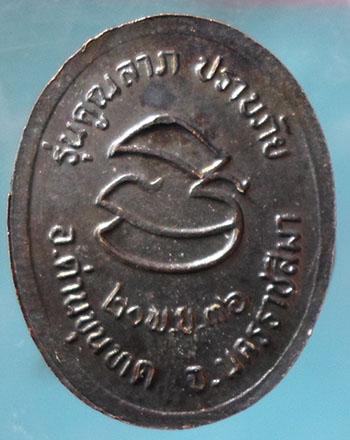 รุ่นคูณลาภ ปราบภัย
๒๐ พ.ย. ๓๖
อ.ด่านขุนทด จ.นครราชสีมา